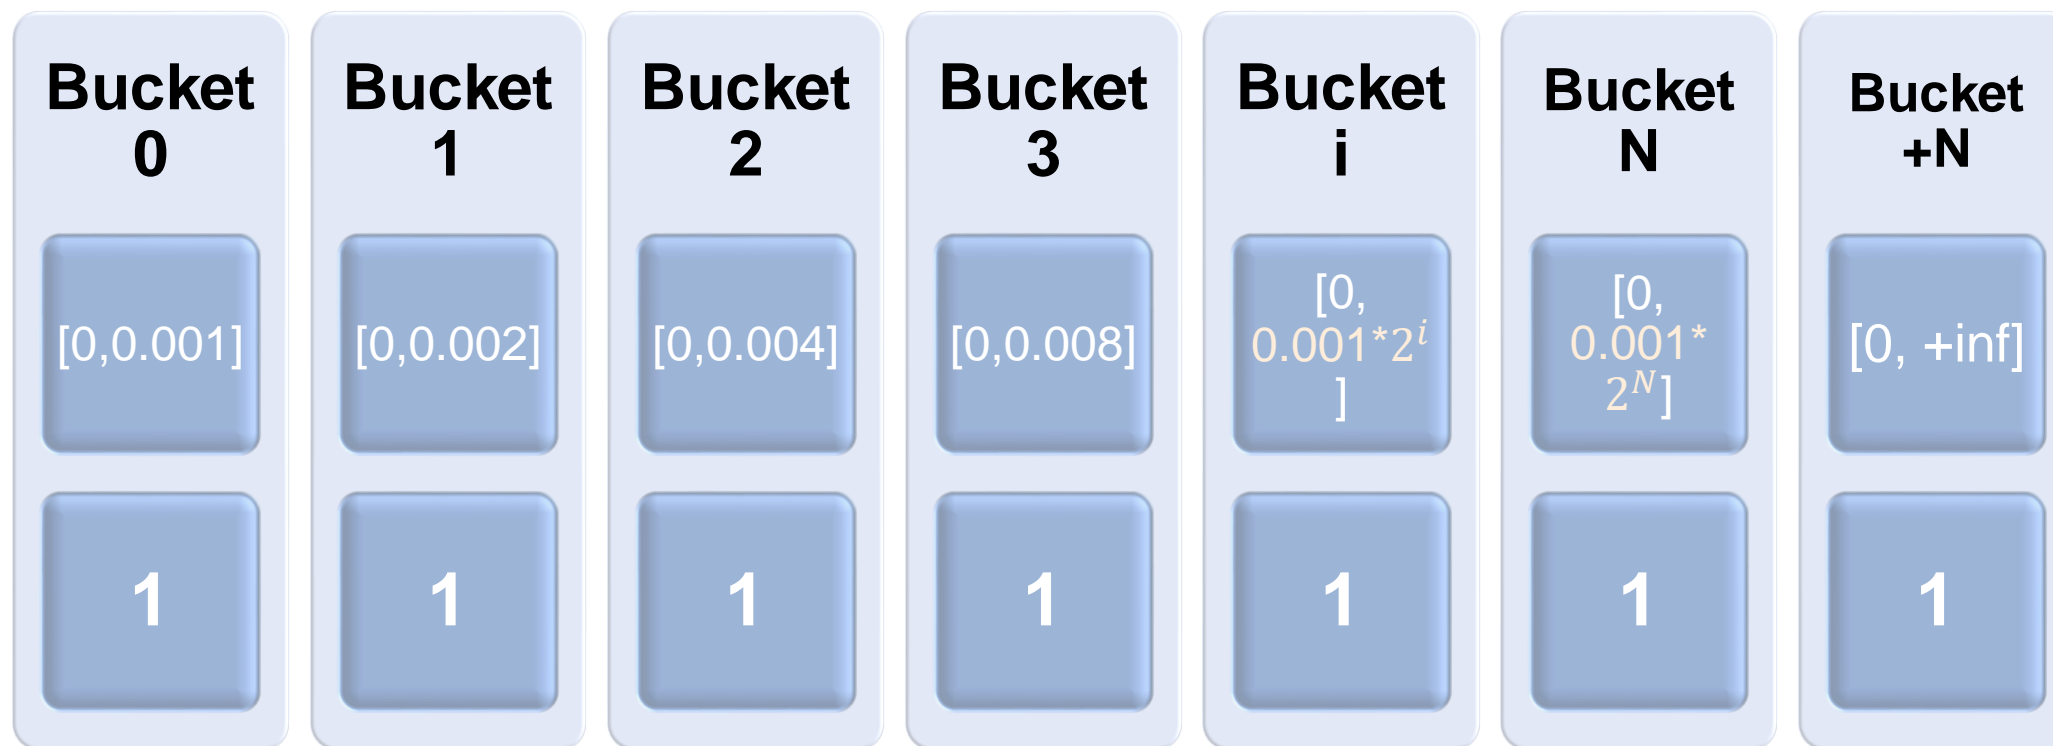 Bucket
0
Bucket
1
Bucket
2
Bucket
3
Bucket
i
Bucket
N
Bucket
+N
[0,0.001]
[0,0.002]
[0,0.004]
[0,0.008]
[0,
0.001*2^i
]
[0,
0.001*
2^N]
[0, +inf]
1
1
1
1
1
1
1